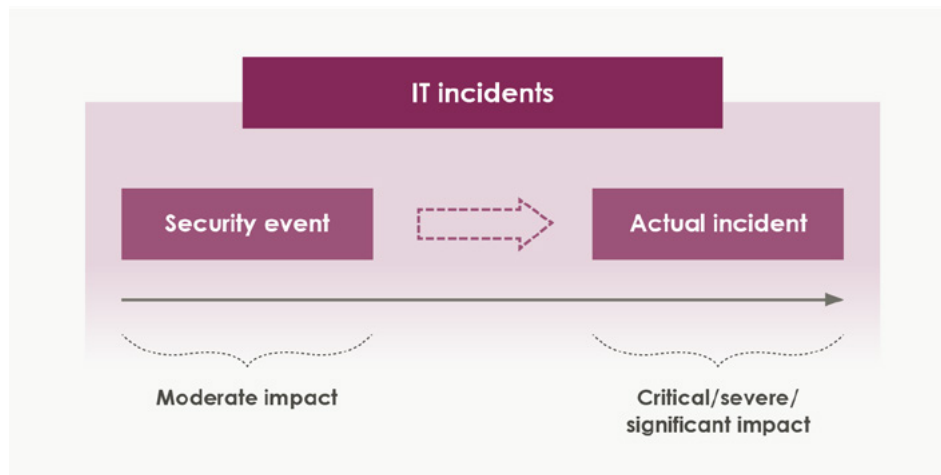 IT incidents
Security event
Actual incident
Moderate impact
Critical/severe/
significant impact